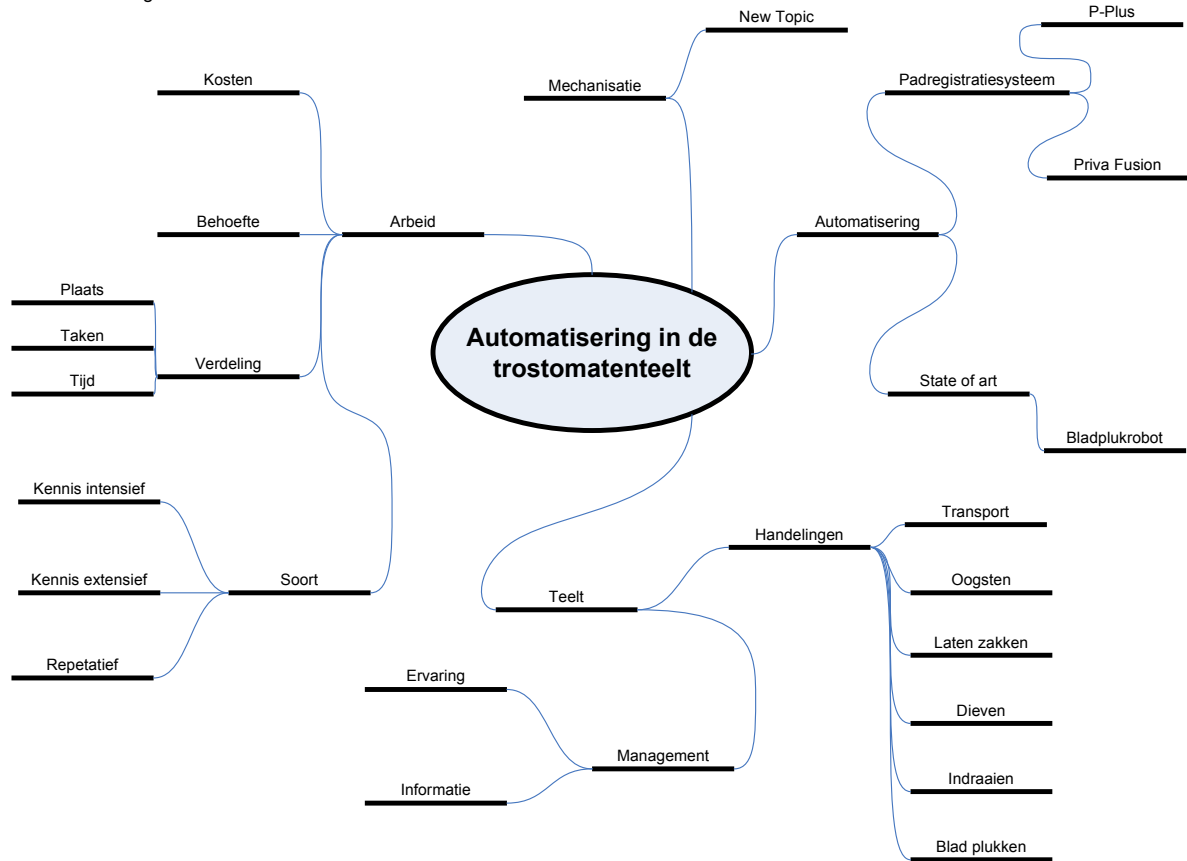 New Topic
P-Plus
Kosten
Mechanisatie
Padregistratiesysteem
Priva Fusion
Behoefte
Arbeid
Automatisering
Plaats
Taken
Tijd
Verdeling
Automatisering in de
trostomatenteelt
State of art
Bladplukrobot
Kennis intensief
Kennis extensief
Repetatief
Soort
Teelt
Handelingen
Transport
Oogsten
Laten zakken
Dieven
Indraaien
Blad plukken
Ervaring
Informatie
Management